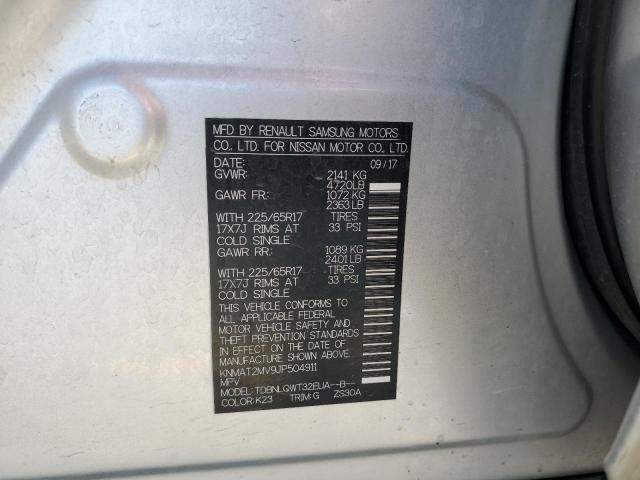 MFD BY RENAULT SAMSUNG MOTORS
CO., LTD. FOR NISSAN MOTOR CO., LTD.
DATE: 09/17
GVWR: 2141 KG
4720LB
GAWR FR: 1072 KG
2363 LB
WITH 225/65R17 TIRES
17X7J RIMS AT 33 PSI
COLD SINGLE
GAWR RR: 1089 KG
2401 LB
WITH 225/65R17 TIRES
17X7J RIMS AT 33 PSI
COLD SINGLE
THIS VEHICLE CONFORMS TO
ALL APPLICABLE FEDERAL
MOTOR VEHICLE SAFETY AND
THEFT PREVENTION STANDARDS
IN EFFECT ON THE DATE OF
MANUFACTURE SHOWN ABOVE.
KNMAT2MV9JP504911
MPV
MODEL: TDBNLQWT32EUA--B--
COLOR: K23 TRIM: G ZS30A